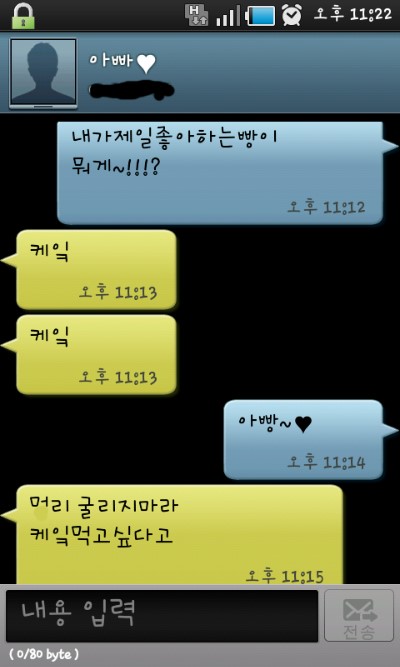 오후 11:22
아빠♥
내가제일좋아하는빵이
뭐게~!!!?
오후 11:12
케잌
오후 11:13
케잌
오후 11:13
아빵~♥
오후 11:14
머리 굴리지마라
케잌먹고싶다고
오후 11:15
내용 입력
전송
( 0/80 byte )